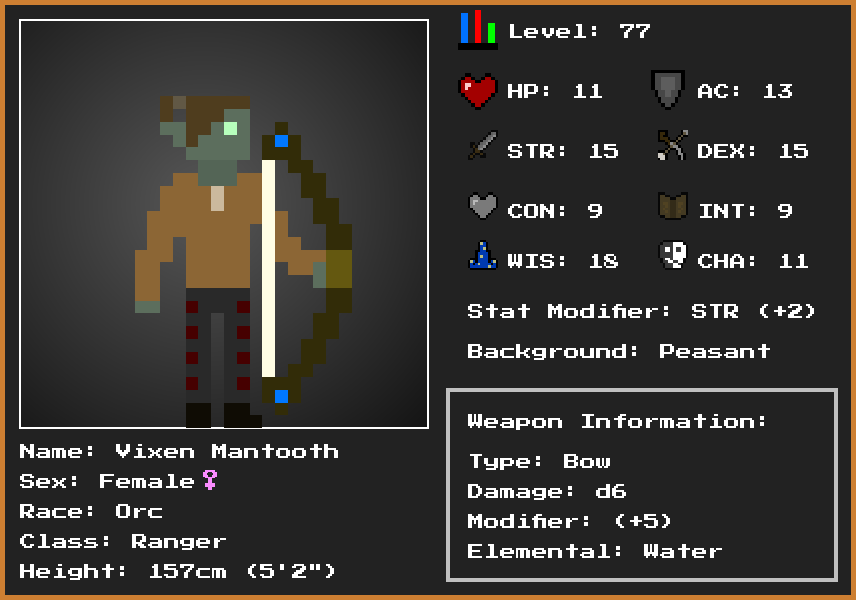 Level: 77
HP: 11 AC: 13
STR: 15 DEX: 15
CON: 9 INT: 9
WIS: 18 CHA: 11
Stat Modifier: STR (+2)
Background: Peasant
Weapon Information:
Type: Bow
Damage: d6
Modifier: (+5)
Elemental: Water
Name: Vixen Mantooth
Sex: Female♀
Race: Orc
Class: Ranger
Height: 157cm (5'2")